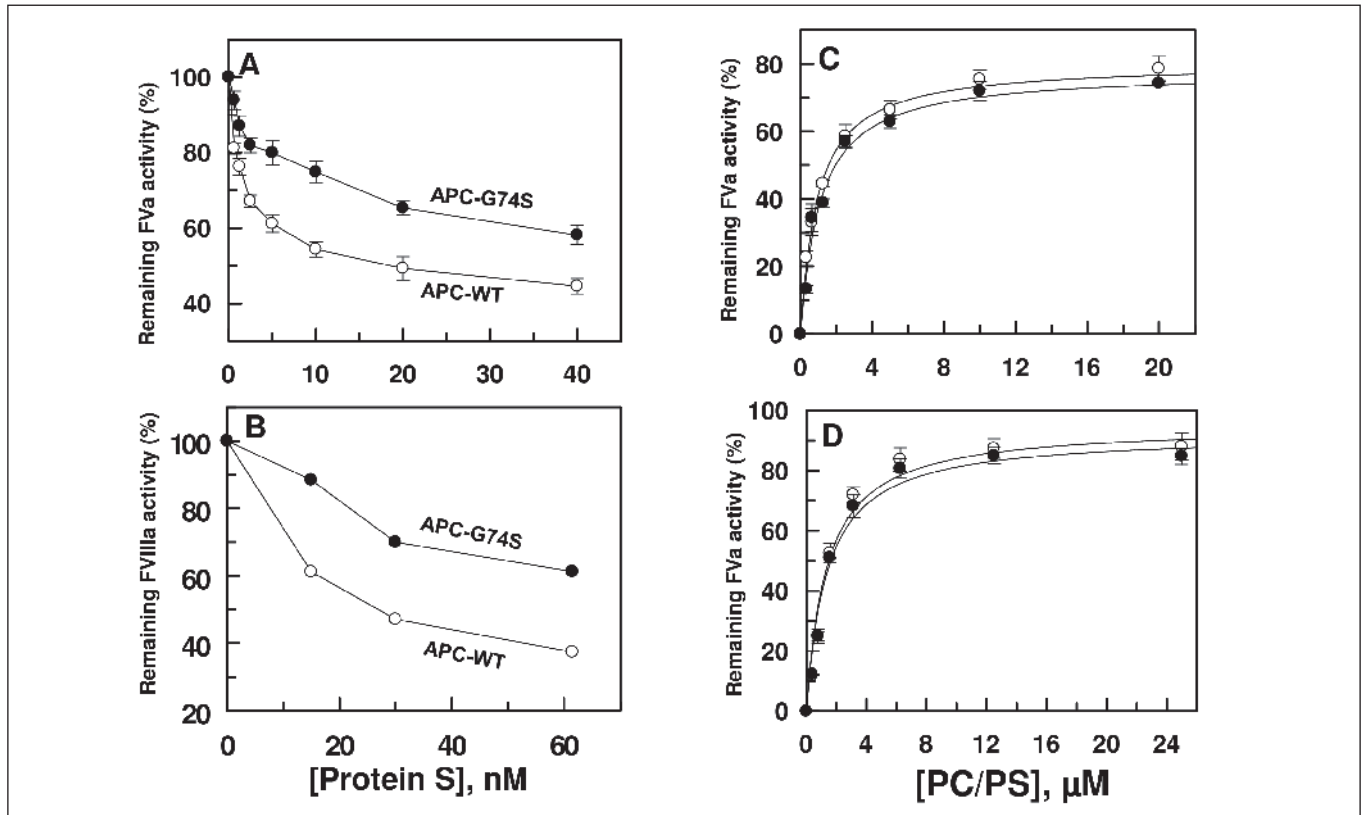 A
Remaining FVa activity (%)
100
80
60
40
APC-G74S
APC-WT
0 10 20 30 40
B
Remaining FVIIIa activity (%)
100
80
60
40
20
APC-G74S
APC-WT
0 20 40 60
[Protein S], nM
C
Remaining FVa activity (%)
80
60
40
20
0
0 4 8 12 16 20
D
Remaining FVa activity (%)
100
80
60
40
20
0
0 4 8 12 16 20 24
[PC/PS], μM